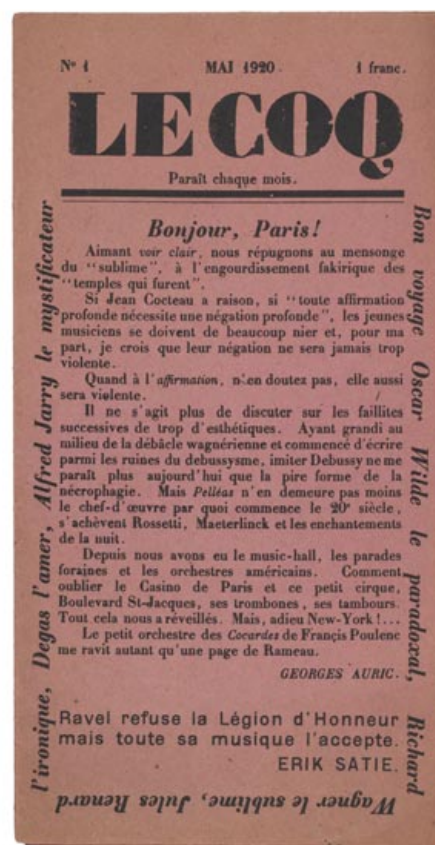 Nº 1 MAI 1920. 1 franc.
LE COQ
Paraît chaque mois.
Bonjour, Paris!
Aimant voir clair, nous répugnons au mensonge
du “sublime”, à l'engourdissement fakirique des
“temples qui furent”.
Si Jean Cocteau a raison, si “toute affirmation
profonde nécessite une négation profonde”, les jeunes
musiciens se doivent de beaucoup nier et, pour ma
part, je crois que leur négation ne sera jamais trop
violente.
Quand à l'affirmation, n'en doutez pas, elle aussi
sera violente.
Il ne s'agit plus de discuter sur les faillites
successives de trop d'esthétiques. Ayant grandi au
milieu de la débâcle wagnérienne et commencé d'écrire
parmi les ruines du debussysme, imiter Debussy ne me
paraît plus aujourd'hui que la pire forme de la
nécrophagie. Mais Pelléas n'en demeure pas moins
le chef-d'œuvre par quoi commence le 20e siècle,
s'achèvent Rossetti, Maeterlinck et les enchantements
de la nuit.
Depuis nous avons eu le music-hall, les parades
foraines et les orchestres américains. Comment
oublier le Casino de Paris et ce petit cirque,
Boulevard St-Jacques, ses trombones, ses tambours.
Tout cela nous a réveillés. Mais, adieu New-York!...
Le petit orchestre des Cocardes de Françis Poulenc
me ravit autant qu'une page de Rameau.
GEORGES AURIC.
Ravel refuse la Légion d'Honneur
mais toute sa musique l'accepte.
ERIK SATIE.
Bon voyage Oscar Wilde le paradoxal, Richard
Wagner le sublime, Jules Renard
l'ironique, Degas l'amer, Alfred Jarry le mystificateur